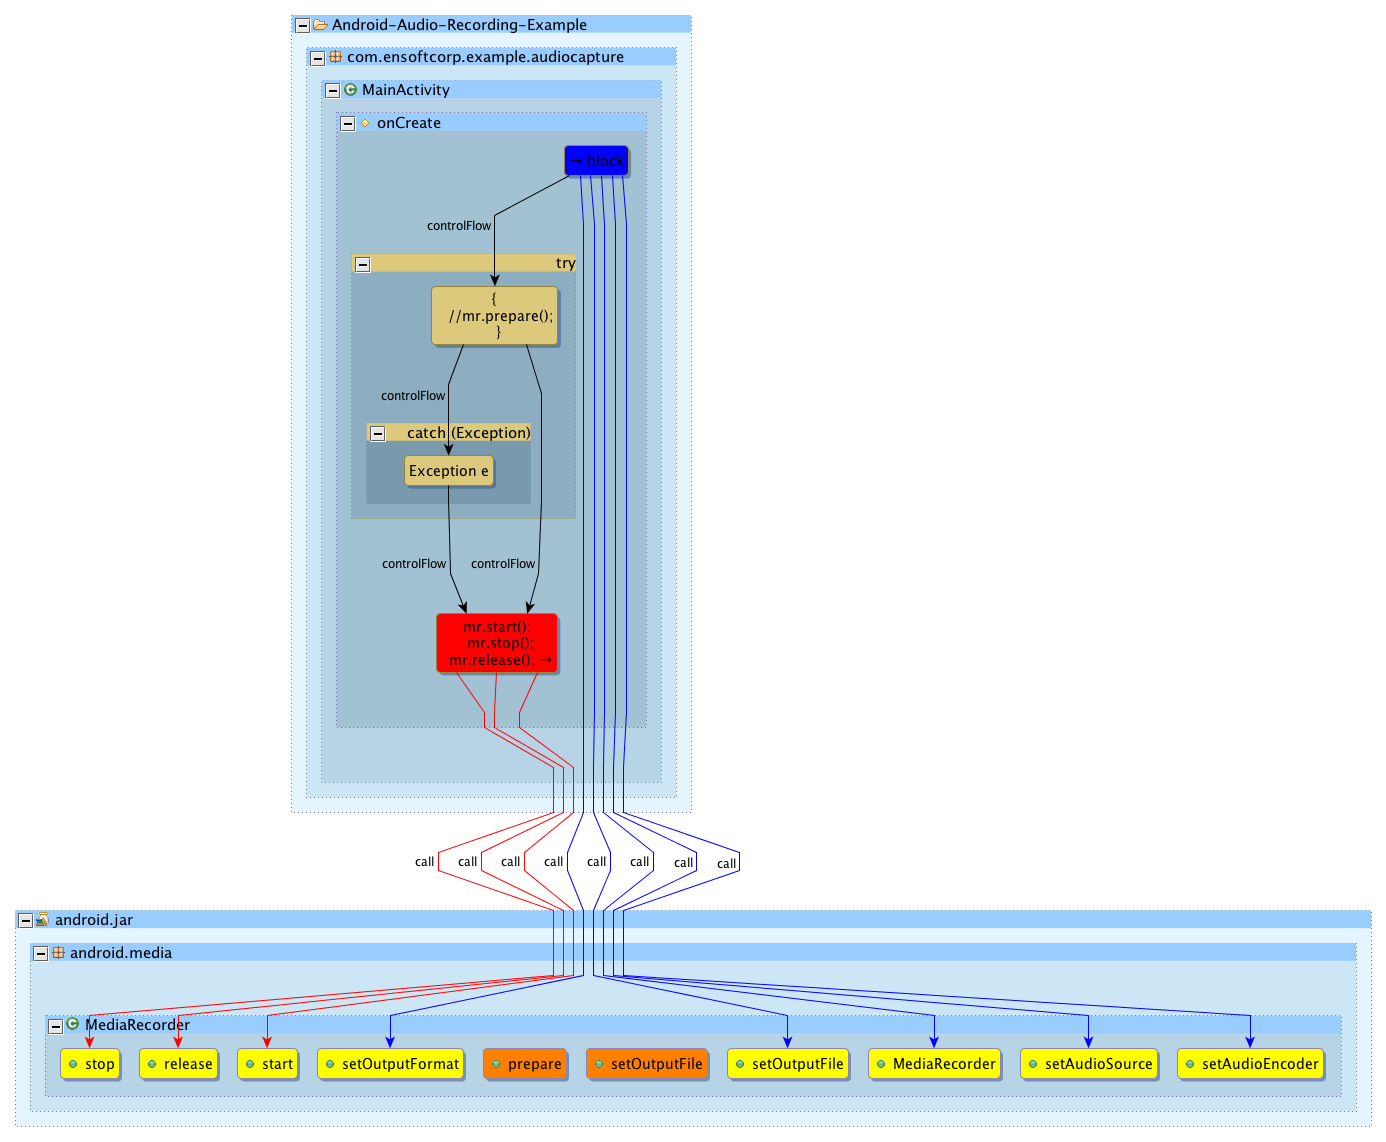 Android-Audio-Recording-Example
com.ensoftcorp.example.audiocapture
MainActivity
onCreate
→ block
controlFlow
try
{
//mr.prepare();
}
controlFlow
catch (Exception)
Exception e
controlFlow controlFlow
mr.start();
mr.stop();
mr.release(); →
call call call call call call call call
android.jar
android.media
MediaRecorder
stop release start setOutputFormat prepare setOutputFile setOutputFile MediaRecorder setAudioSource setAudioEncoder